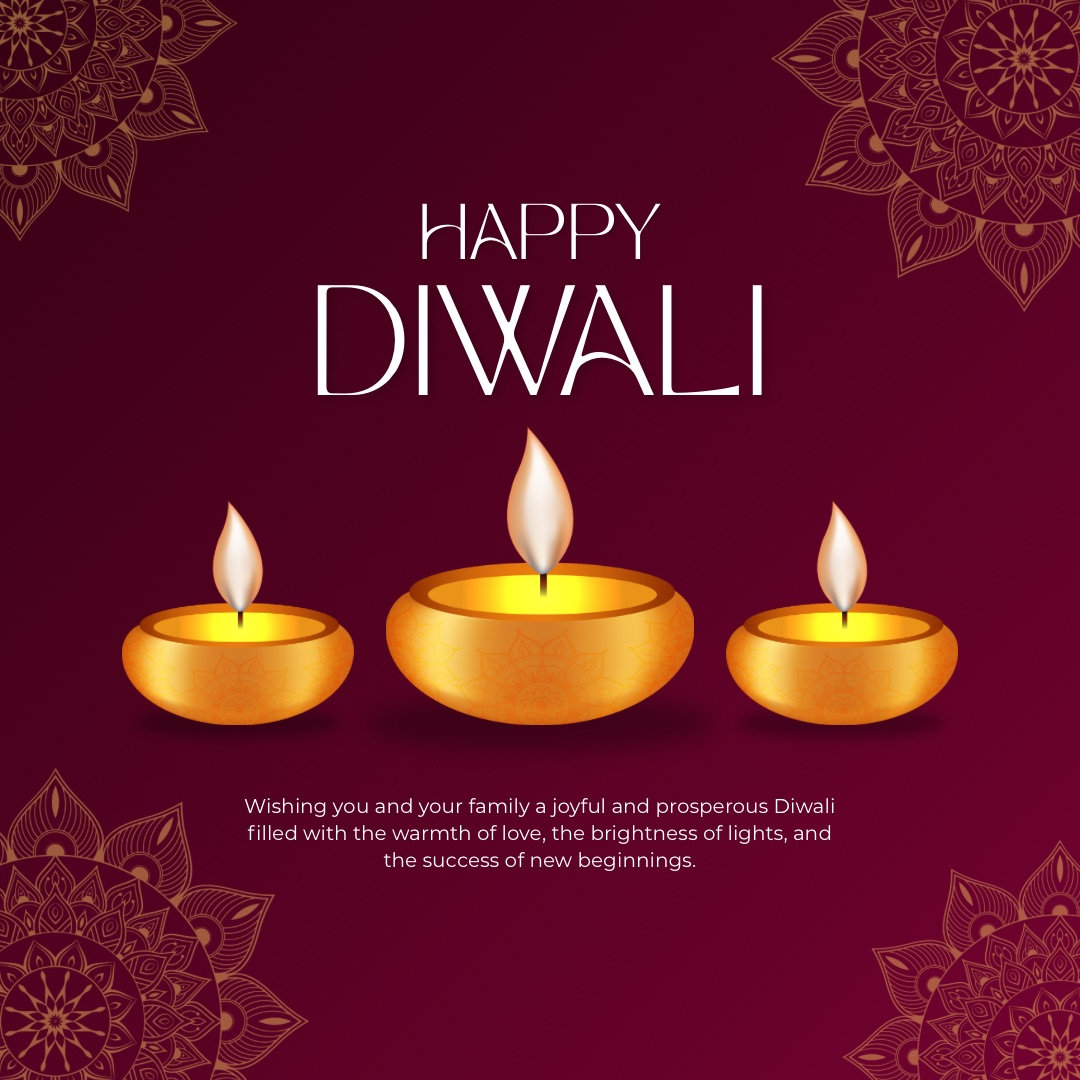 HAPPY
DIWALI
Wishing you and your family a joyful and prosperous Diwali
filled with the warmth of love, the brightness of lights, and
the success of new beginnings.